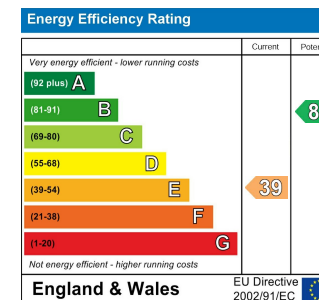 Energy Efficiency Rating
Current
Very energy efficient - lower running costs
(92 plus) A
(81-91) B
8
(69-80) C
(55-68) D
(39-54) E
39
(21-38) F
(1-20) G
Not energy efficient - higher running costs
England & Wales
EU Directive
2002/91/EC